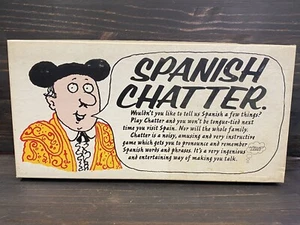 SPANISH
CHATTER.
Wouldn't you like to tell us Spanish a few things?
Play Chatter and you won't be tongue-tied next
time you visit Spain. Nor will the whole family.
Chatter is a noisy, amusing and very instructive
game which gets you to pronounce and remember
Spanish words and phrases. It's a very ingenious
and entertaining way of making you talk.